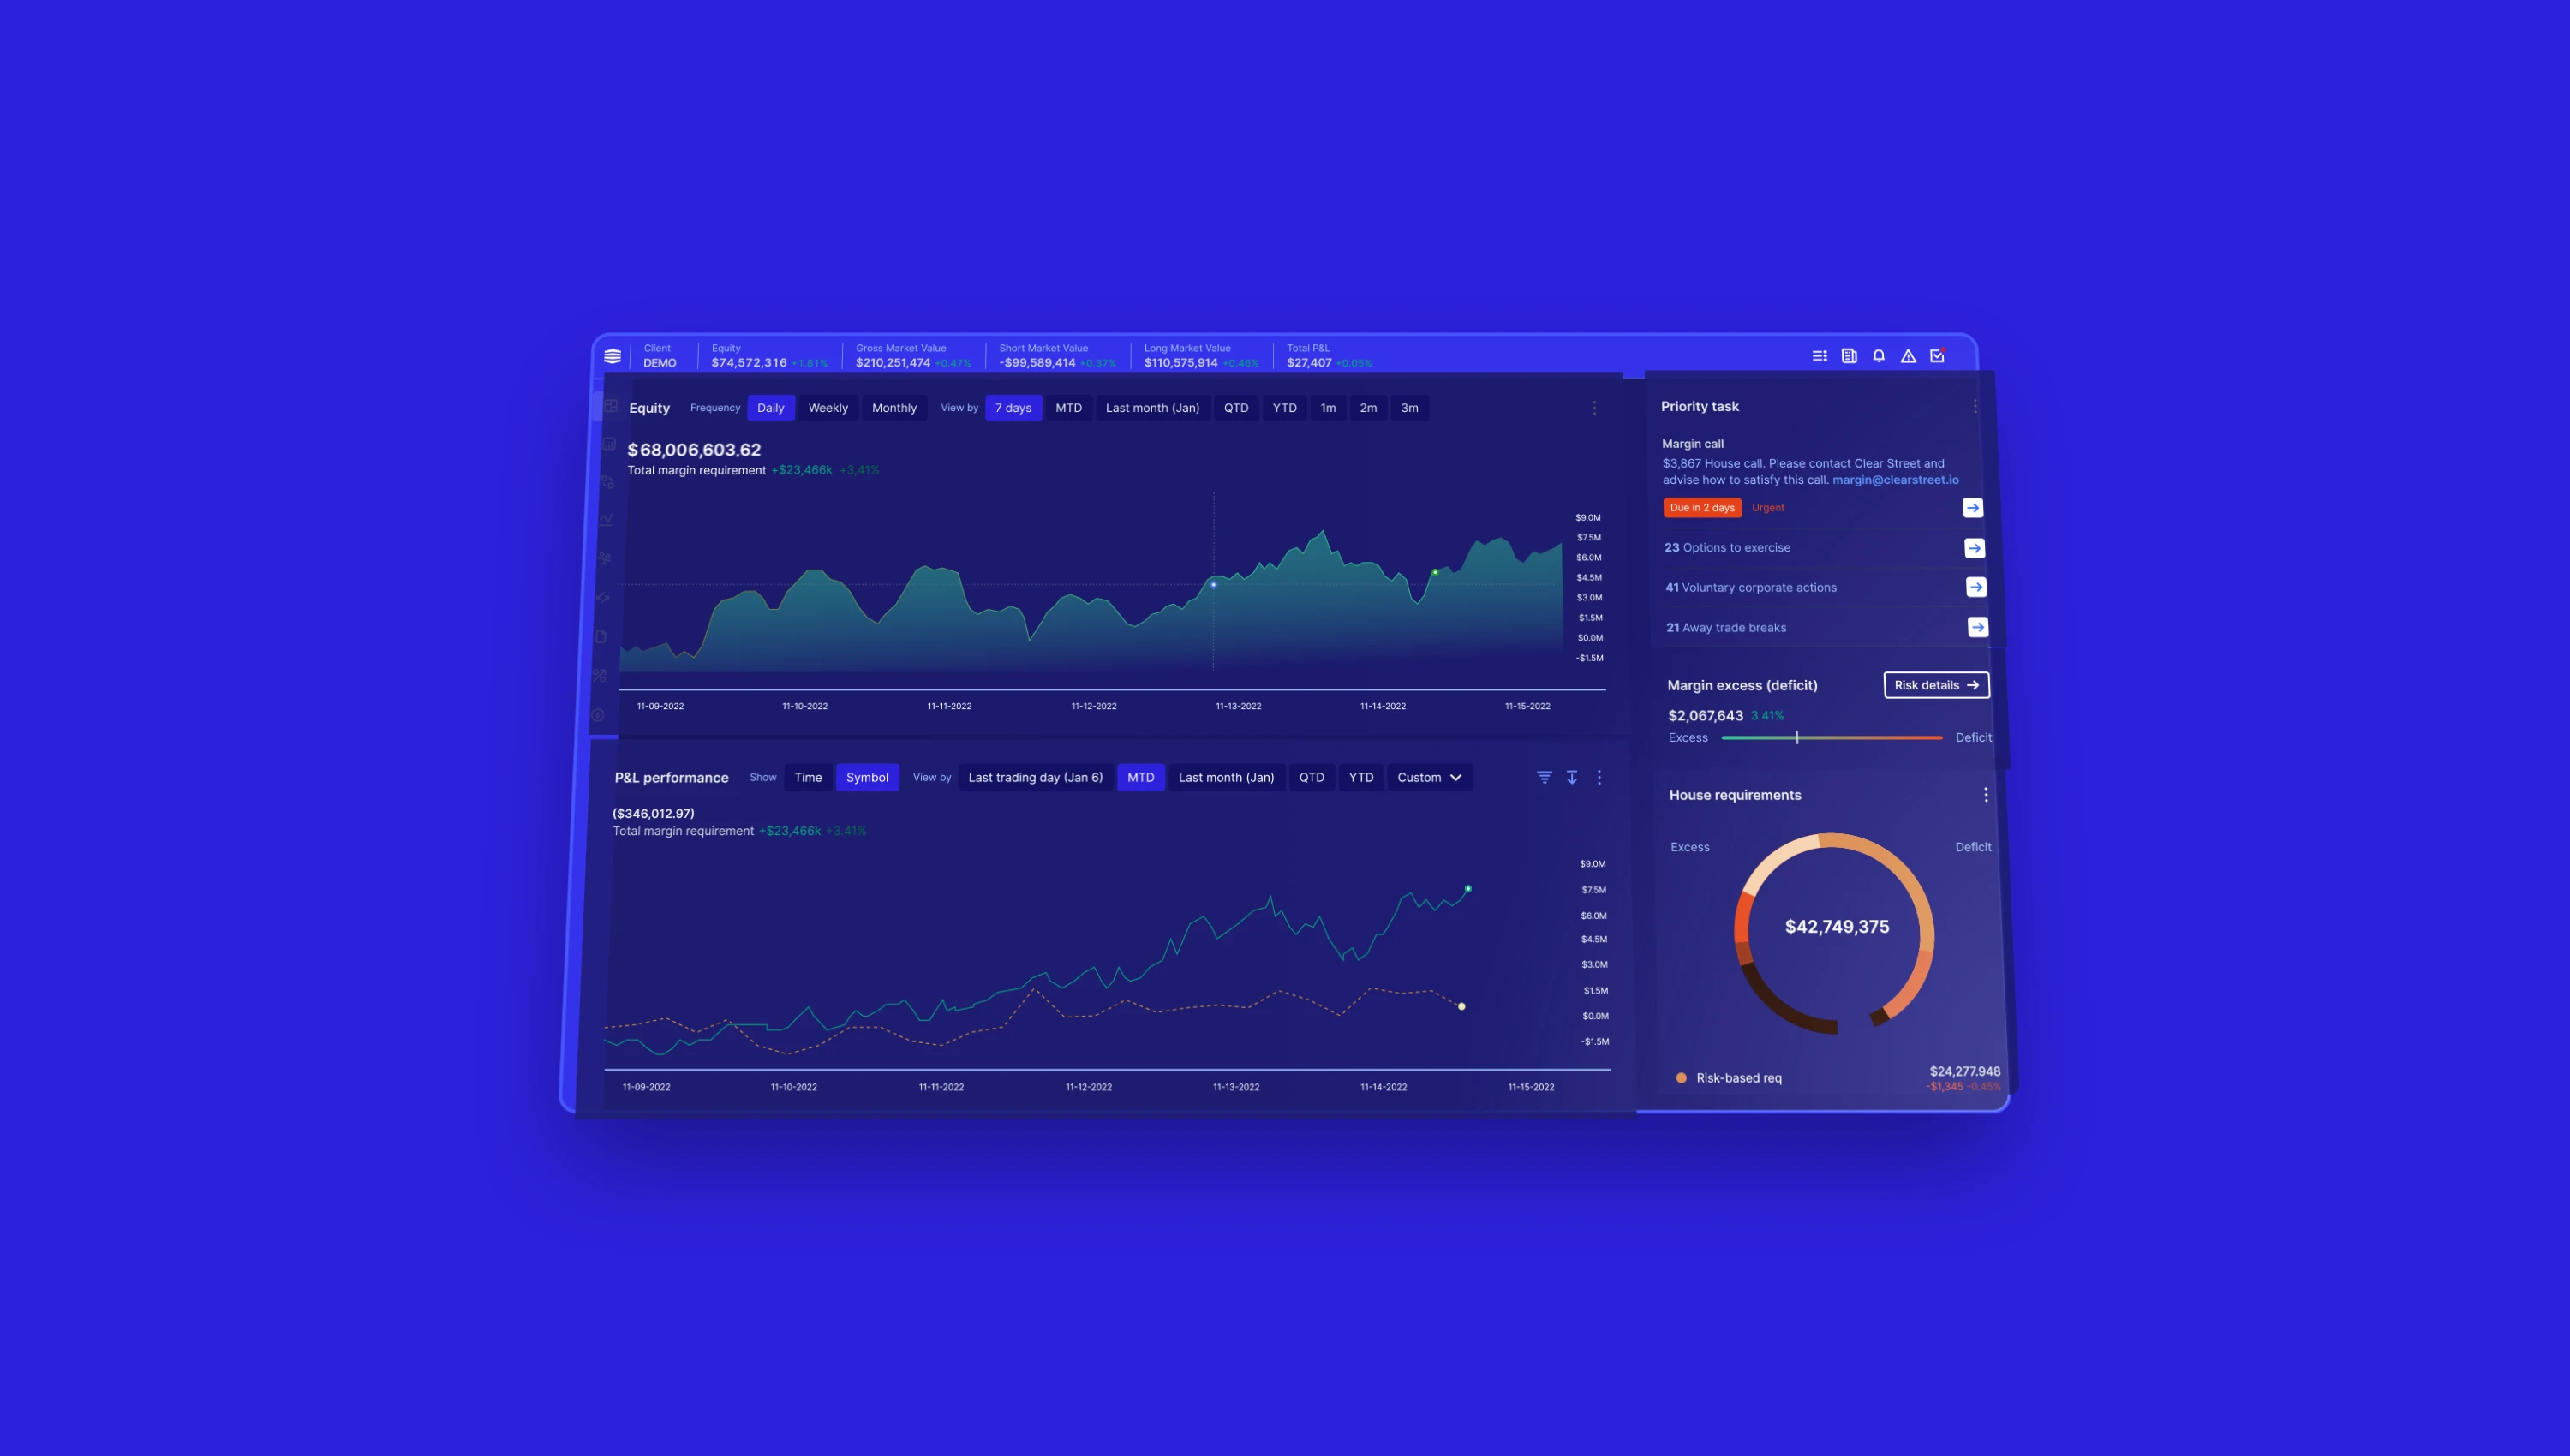 Client Equity Gross Market Value Short Market Value Long Market Value Total P&L
DEMO $74,572,316 +1.81% $210,251,474 +0.47% -$99,589,414 +0.37% $110,575,914 +0.46% $27,407 +0.05%
Equity Frequency Daily Weekly Monthly View by 7 days MTD Last month (Jan) QTD YTD 1m 2m 3m
$68,006,603.62
Total margin requirement +$23,466k +3,41%
$9.0M
$7.5M
$6.0M
$4.5M
$3.0M
$1.5M
$0.0M
-$1.5M
11-09-2022 11-10-2022 11-11-2022 11-12-2022 11-13-2022 11-14-2022 11-15-2022
P&L performance Show Time Symbol View by Last trading day (Jan 6) MTD Last month (Jan) QTD YTD Custom
($346,012.97)
Total margin requirement +$23,466k +3.41%
$9.0M
$7.5M
$6.0M
$4.5M
$3.0M
$1.5M
$0.0M
-$1.5M
11-09-2022 11-10-2022 11-11-2022 11-12-2022 11-13-2022 11-14-2022 11-15-2022
Priority task
Margin call
$3,867 House call. Please contact Clear Street and
advise how to satisfy this call. margin@clearstreet.io
Due in 2 days Urgent
23 Options to exercise
41 Voluntary corporate actions
21 Away trade breaks
Margin excess (deficit) Risk details
$2,067,643 3.41%
Excess Deficit
House requirements
Excess Deficit
$42,749,375
Risk-based req $24,277.948
-$1,345 -0.45%